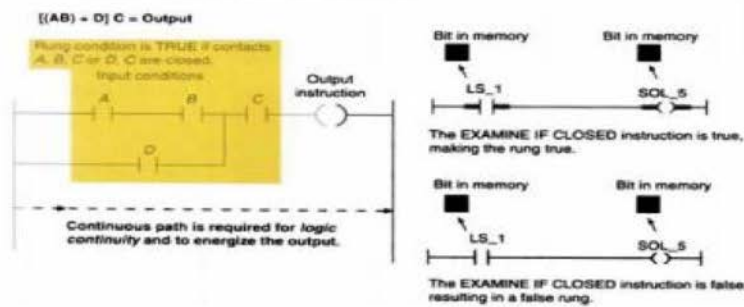 [(AB) + D] C = Output
Rung condition is TRUE if contacts
A, B, C or D, C are closed.
Input conditions
Output
instruction
A
B
C
D
Continuous path is required for logic
continuity and to energize the output.
Bit in memory
Bit in memory
LS_1
SOL_5
The EXAMINE IF CLOSED instruction is true,
making the rung true.
Bit in memory
Bit in memory
LS_1
SOL_5
The EXAMINE IF CLOSED instruction is false
resulting in a false rung.